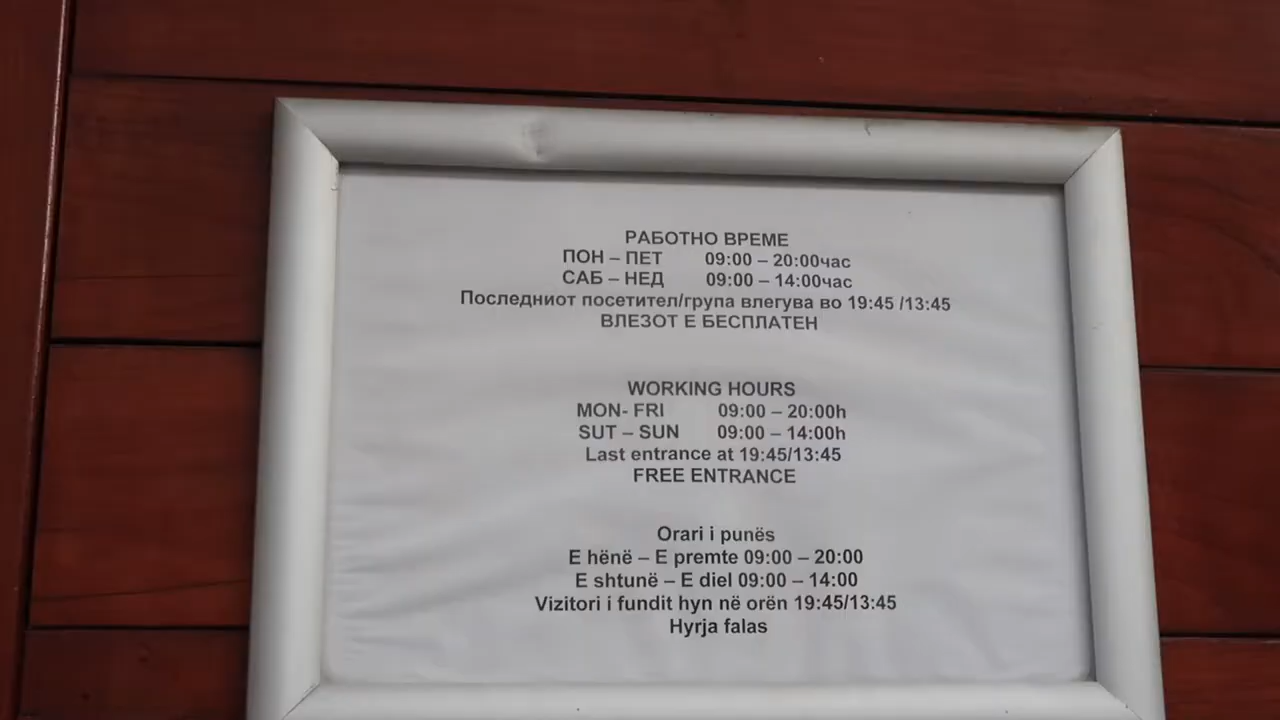 РАБОТНО ВРЕМЕ
ПОН – ПЕТ 09:00 – 20:00час
САБ – НЕД 09:00 – 14:00час
Последниот посетител/група влегува во 19:45 /13:45
ВЛЕЗОТ Е БЕСПЛАТЕН
WORKING HOURS
MON- FRI 09:00 – 20:00h
SUT – SUN 09:00 – 14:00h
Last entrance at 19:45/13:45
FREE ENTRANCE
Orari i punës
E hënë – E premte 09:00 – 20:00
E shtunë – E diel 09:00 – 14:00
Vizitori i fundit hyn në orën 19:45/13:45
Hyrja falas